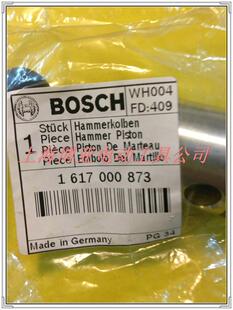 BOSCH
WH004
FD:409
1
Stück Hammerkolben
Piece Hammer Piston
Pièce Piston De Marteau
Piece Embolo Del Martillo
1 617 000 873
Made in Germany
PG 34